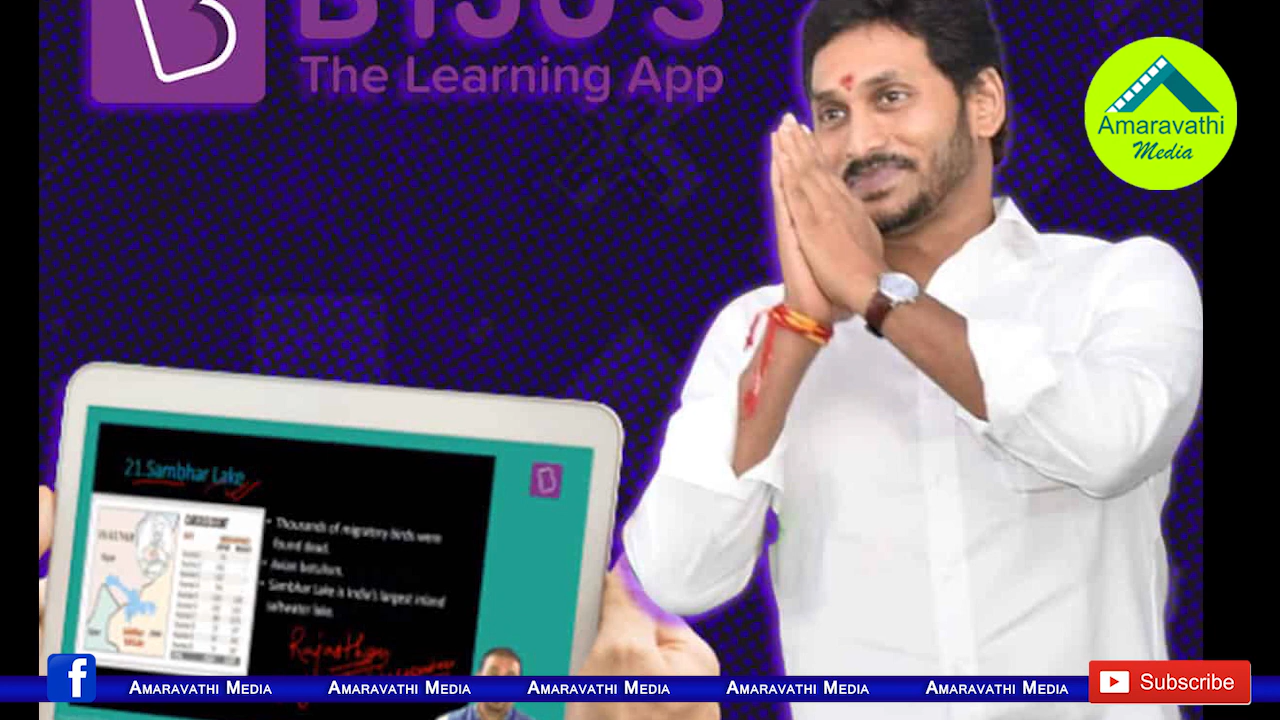 BYJU'S
The Learning App
Amaravathi
Media
21. Sambhar Lake
• Thousands of migratory birds were
found dead.
• Avian botulism.
• Sambhar Lake is India's largest inland
saltwater lake.
Rajasthan
AMARAVATHI MEDIA AMARAVATHI MEDIA AMARAVATHI MEDIA AMARAVATHI MEDIA AMARAVATHI MEDIA
Subscribe